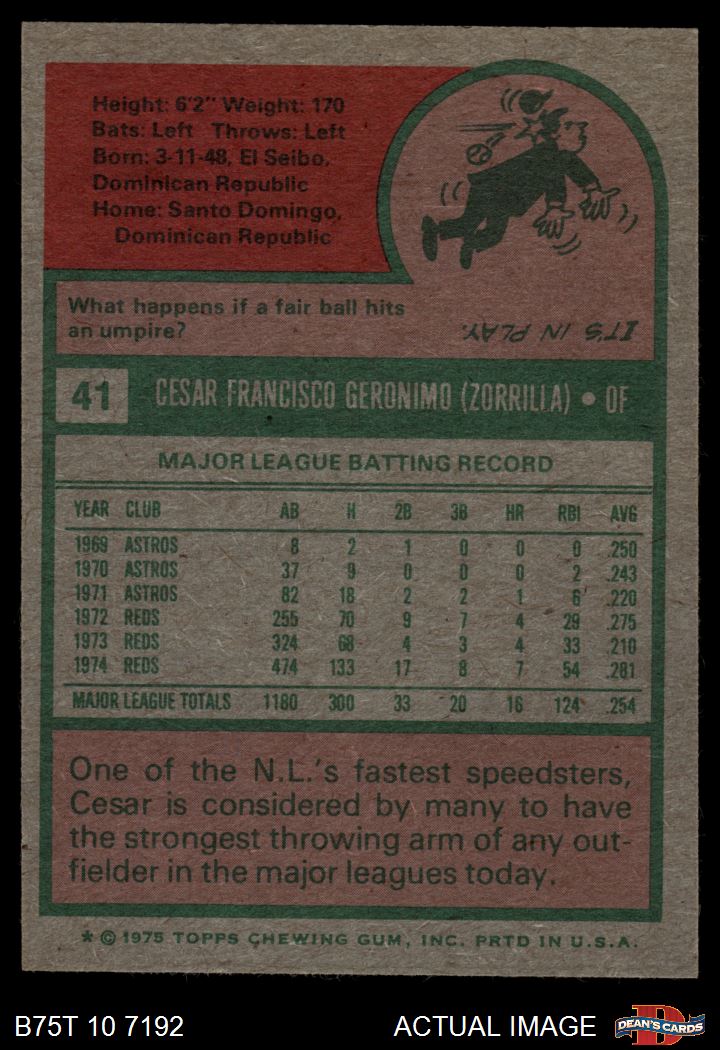 Height: 6'2" Weight: 170
Bats: Left Throws: Left
Born: 3-11-48, El Seibo,
Dominican Republic
Home: Santo Domingo,
Dominican Republic
What happens if a fair ball hits
an umpire?
IT'S IN PLAY.
41 CESAR FRANCISCO GERONIMO (ZORRILLA) • OF
MAJOR LEAGUE BATTING RECORD
YEAR CLUB AB H 2B 3B HR RBI AVG
1969 ASTROS 8 2 1 0 0 0 .250
1970 ASTROS 37 9 0 0 0 2 .243
1971 ASTROS 82 18 2 2 1 6 .220
1972 REDS 255 70 9 7 4 29 .275
1973 REDS 324 68 4 3 4 33 .210
1974 REDS 474 133 17 8 7 54 .281
MAJOR LEAGUE TOTALS 1180 300 33 20 16 124 .254
One of the N.L.'s fastest speedsters,
Cesar is considered by many to have
the strongest throwing arm of any out-
fielder in the major leagues today.
* © 1975 TOPPS CHEWING GUM, INC. PRTD IN U.S.A.
B75T 10 7192 ACTUAL IMAGE DEAN'S CARDS